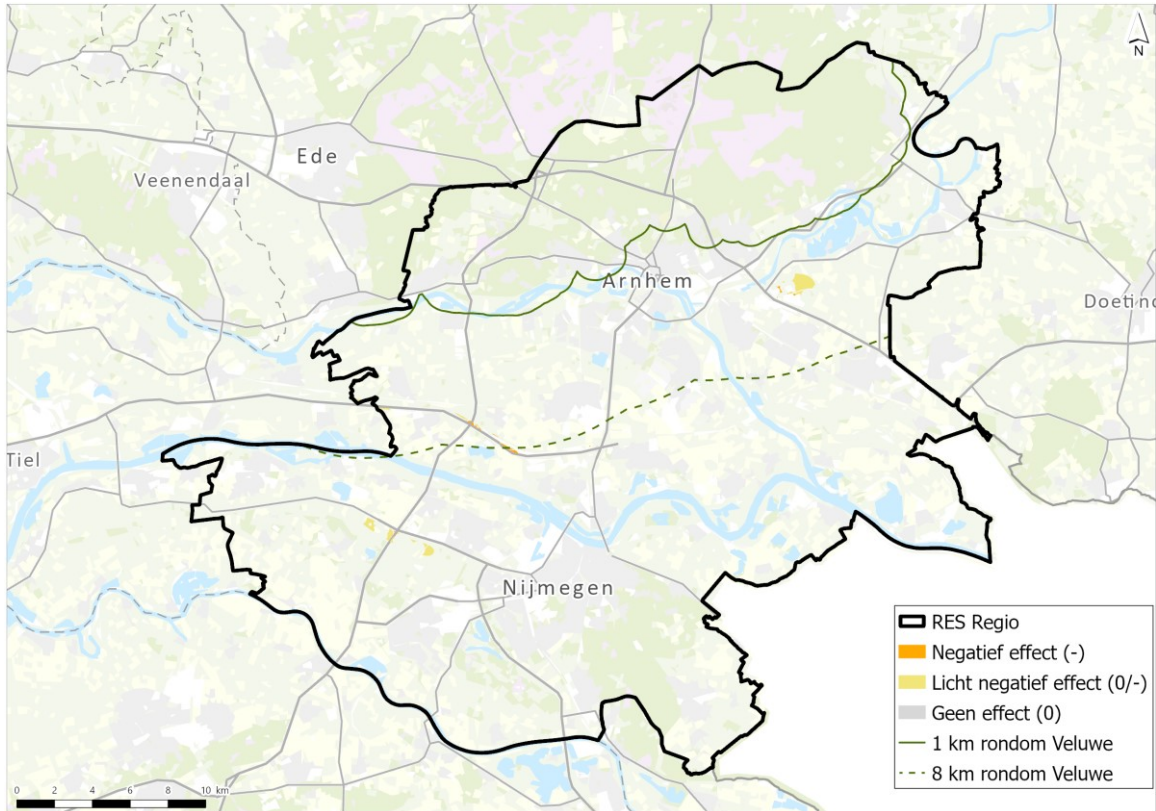 N
Ede
Veenendaal
Arnhem
Doetinc
Tiel
Nijmegen
RES Regio
Negatief effect (-)
Licht negatief effect (0/-)
Geen effect (0)
1 km rondom Veluwe
8 km rondom Veluwe
0 2 4 6 8 10 km